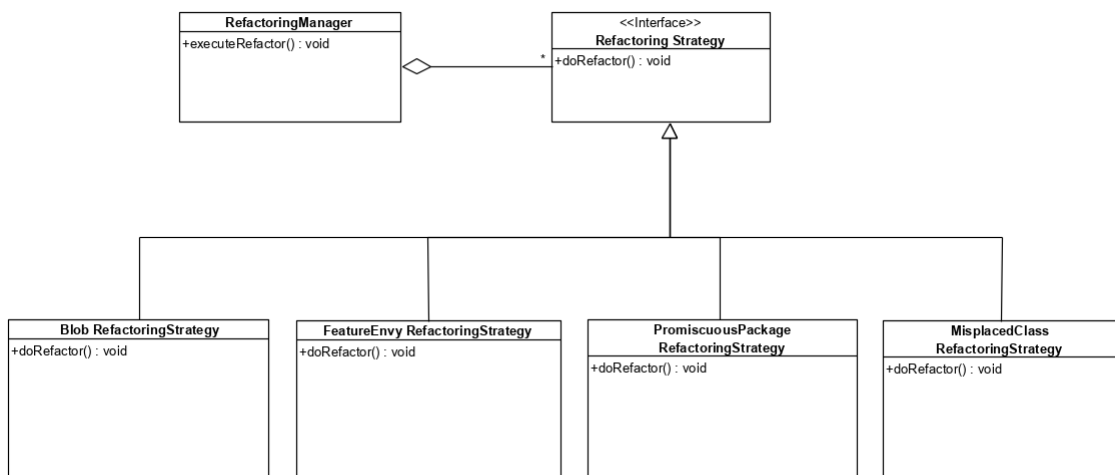 RefactoringManager
+executeRefactor() : void
<<Interface>>
Refactoring Strategy
+doRefactor() : void
*
Blob RefactoringStrategy
+doRefactor() : void
FeatureEnvy RefactoringStrategy
+doRefactor() : void
PromiscuousPackage
RefactoringStrategy
+doRefactor() : void
MisplacedClass
RefactoringStrategy
+doRefactor() : void